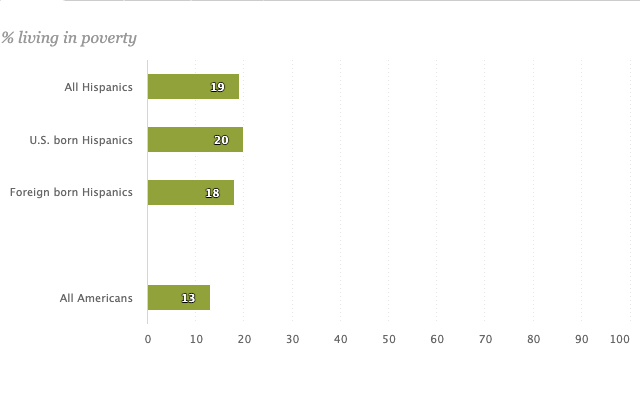 % living in poverty
All Hispanics 19
U.S. born Hispanics 20
Foreign born Hispanics 18
All Americans 13
0 10 20 30 40 50 60 70 80 90 100